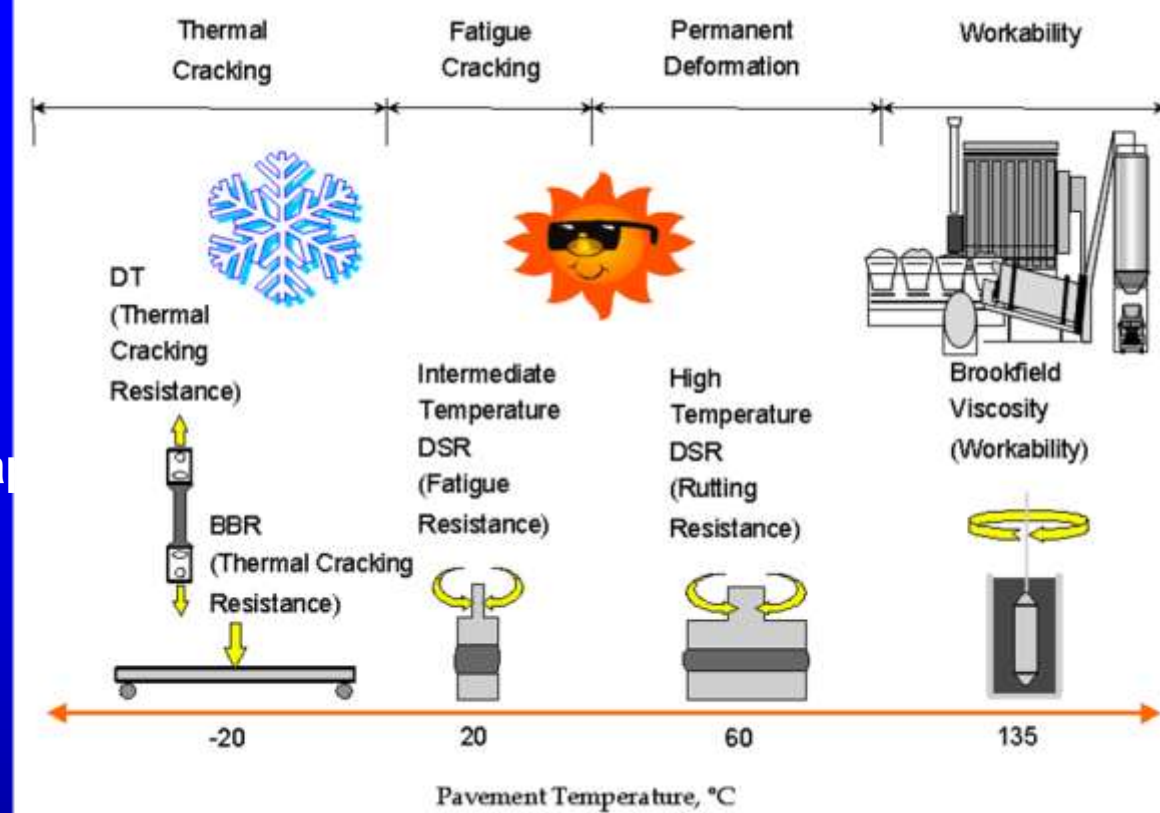 Thermal
Cracking
Fatigue
Cracking
Permanent
Deformation
Workability
DT
(Thermal
Cracking
Resistance)
BBR
(Thermal Cracking
Resistance)
Intermediate
Temperature
DSR
(Fatigue
Resistance)
High
Temperature
DSR
(Rutting
Resistance)
Brookfield
Viscosity
(Workability)
-20
20
60
135
Pavement Temperature, °C